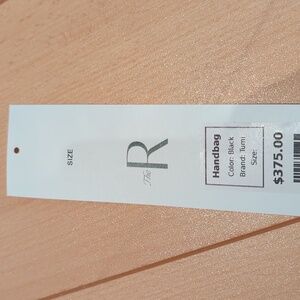 SIZE
The R
Handbag
Color: Black
Brand: Tumi
Size:
$375.00